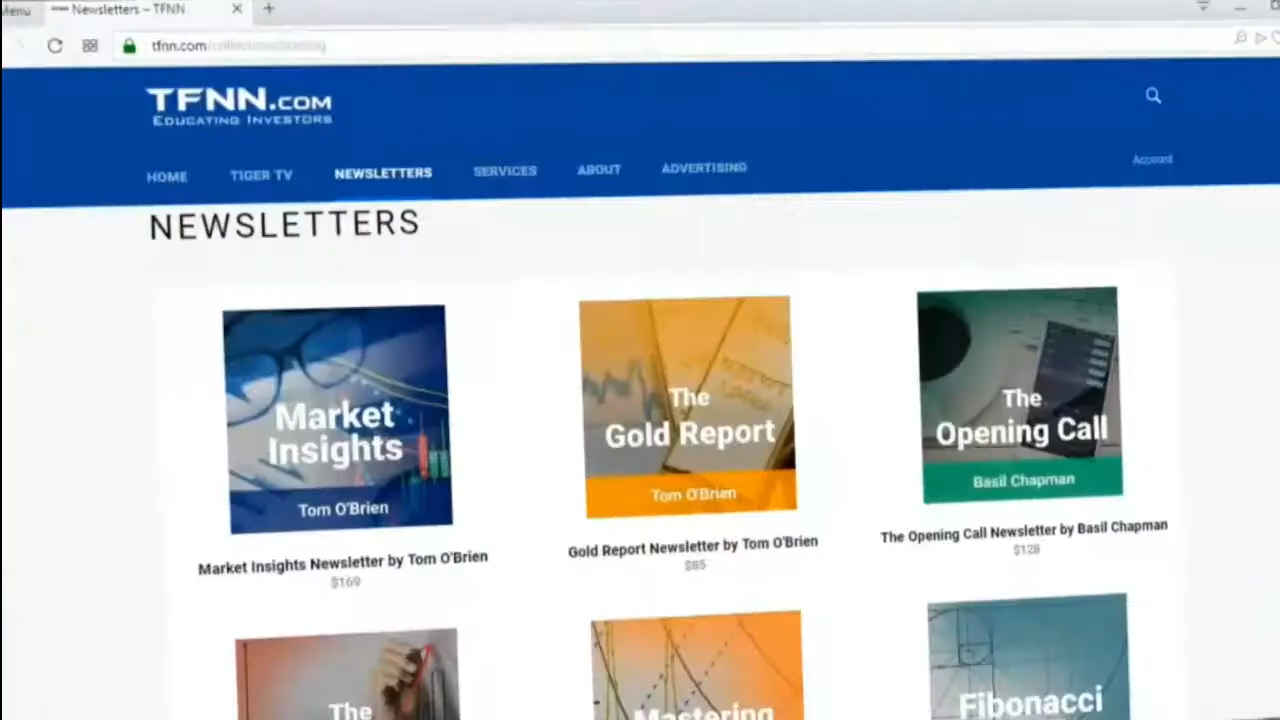 Menu
Newsletters – TFNN
tfnn.com
TFNN.COM
EDUCATING INVESTORS
HOME
TIGER TV
NEWSLETTERS
SERVICES
ABOUT
ADVERTISING
Account
NEWSLETTERS
Market
Insights
Tom O'Brien
Market Insights Newsletter by Tom O'Brien
$169
The
Gold Report
Tom O'Brien
Gold Report Newsletter by Tom O'Brien
The
Opening Call
Basil Chapman
The Opening Call Newsletter by Basil Chapman
The
Mastering
Fibonacci